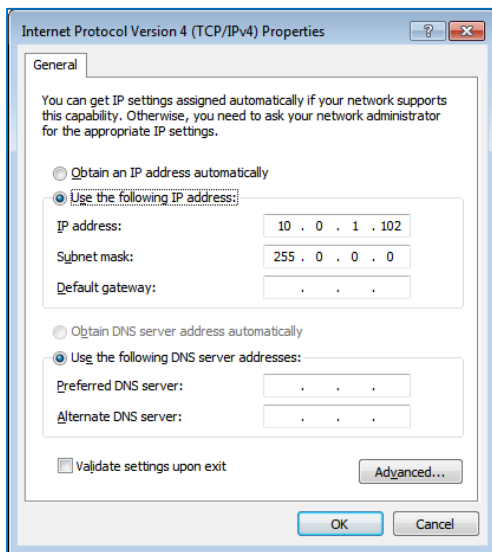 Internet Protocol Version 4 (TCP/IPv4) Properties
General
You can get IP settings assigned automatically if your network supports
this capability. Otherwise, you need to ask your network administrator
for the appropriate IP settings.
Obtain an IP address automatically
Use the following IP address:
IP address: 10 . 0 . 1 . 102
Subnet mask: 255 . 0 . 0 . 0
Default gateway: . . .
Obtain DNS server address automatically
Use the following DNS server addresses:
Preferred DNS server: . . .
Alternate DNS server: . . .
Validate settings upon exit
Advanced...
OK Cancel